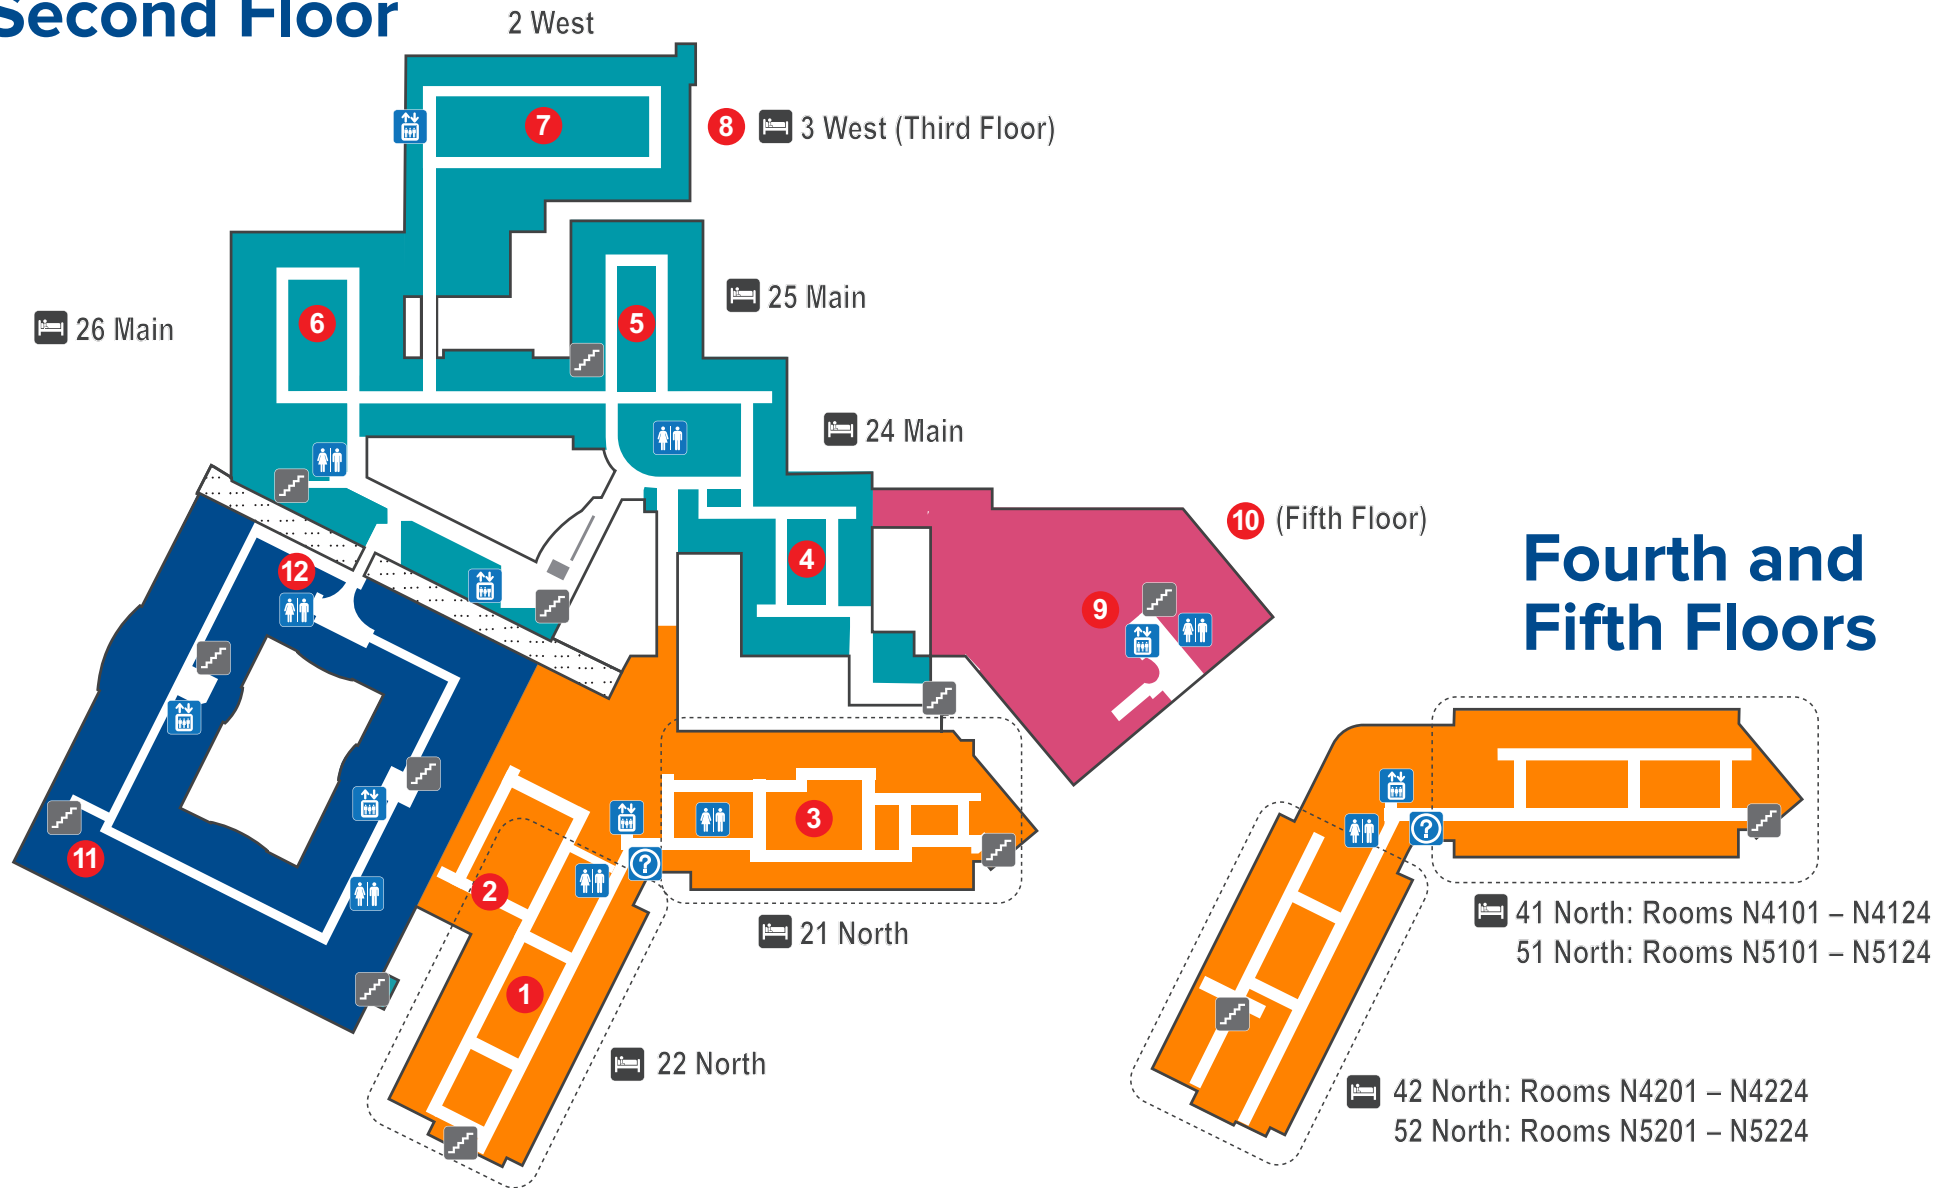 Second Floor
2 West
7
8 3 West (Third Floor)
25 Main
26 Main
6
5
24 Main
10 (Fifth Floor)
4
12
9
Fourth and
Fifth Floors
3
?
?
11
2
21 North
41 North: Rooms N4101 – N4124
51 North: Rooms N5101 – N5124
1
22 North
42 North: Rooms N4201 – N4224
52 North: Rooms N5201 – N5224